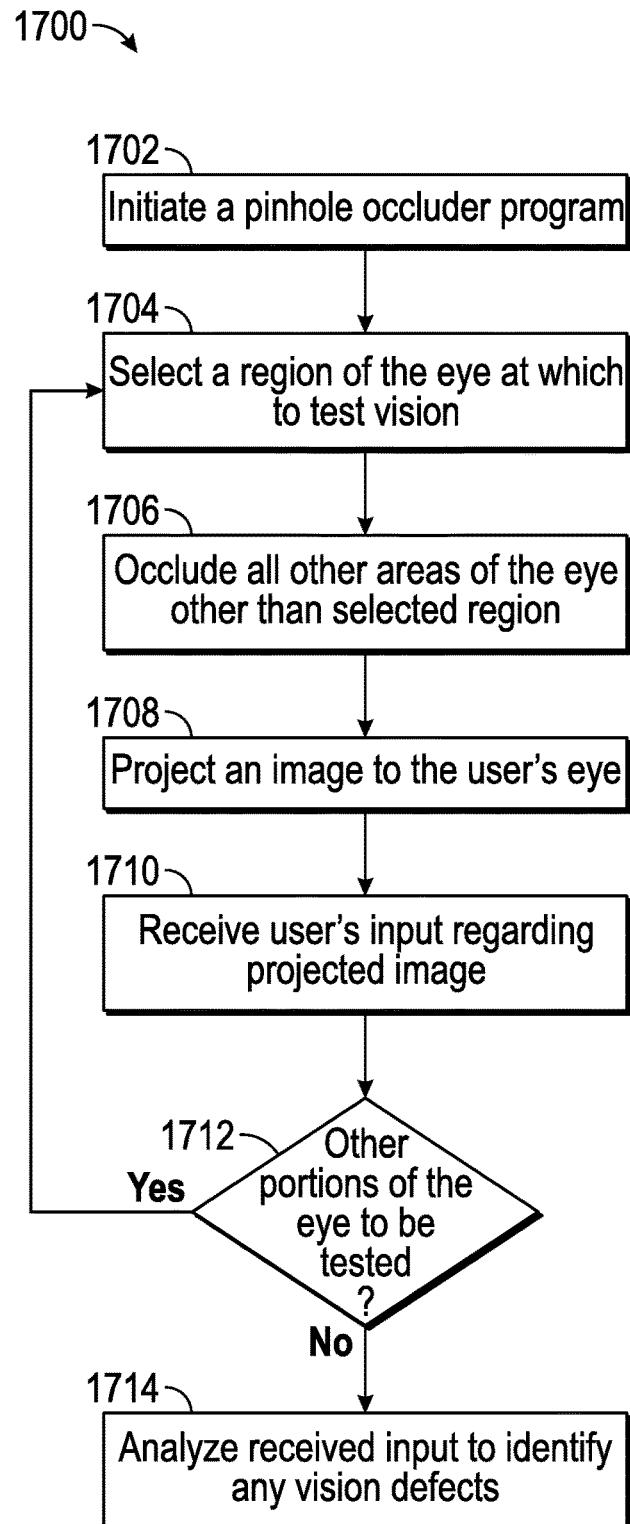 1700
1702
Initiate a pinhole occluder program
1704
Select a region of the eye at which
to test vision
1706
Occlude all other areas of the eye
other than selected region
1708
Project an image to the user's eye
1710
Receive user's input regarding
projected image
1712
Other
portions of the
eye to be
tested
?
Yes
No
1714
Analyze received input to identify
any vision defects